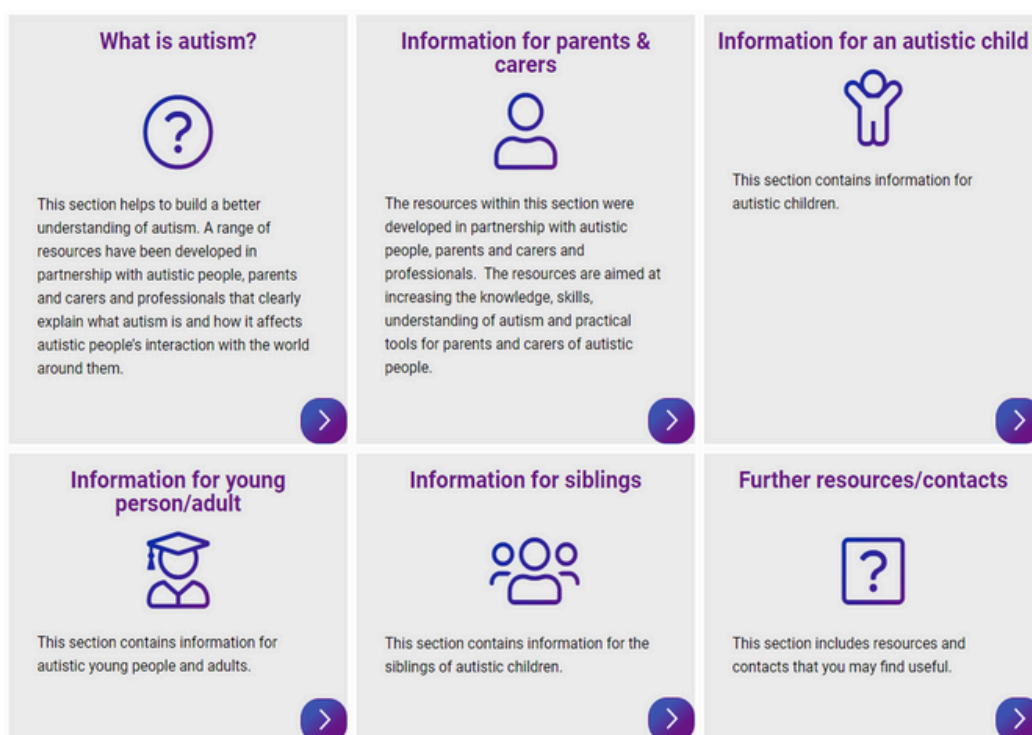 What is autism?
?
This section helps to build a better
understanding of autism. A range of
resources have been developed in
partnership with autistic people, parents
and carers and professionals that clearly
explain what autism is and how it affects
autistic people's interaction with the world
around them.
Information for parents &
carers
The resources within this section were
developed in partnership with autistic
people, parents and carers and
professionals.  The resources are aimed at
increasing the knowledge, skills,
understanding of autism and practical
tools for parents and carers of autistic
people.
Information for an autistic child
This section contains information for
autistic children.
Information for young
person/adult
This section contains information for
autistic young people and adults.
Information for siblings
This section contains information for the
siblings of autistic children.
Further resources/contacts
?
This section includes resources and
contacts that you may find useful.